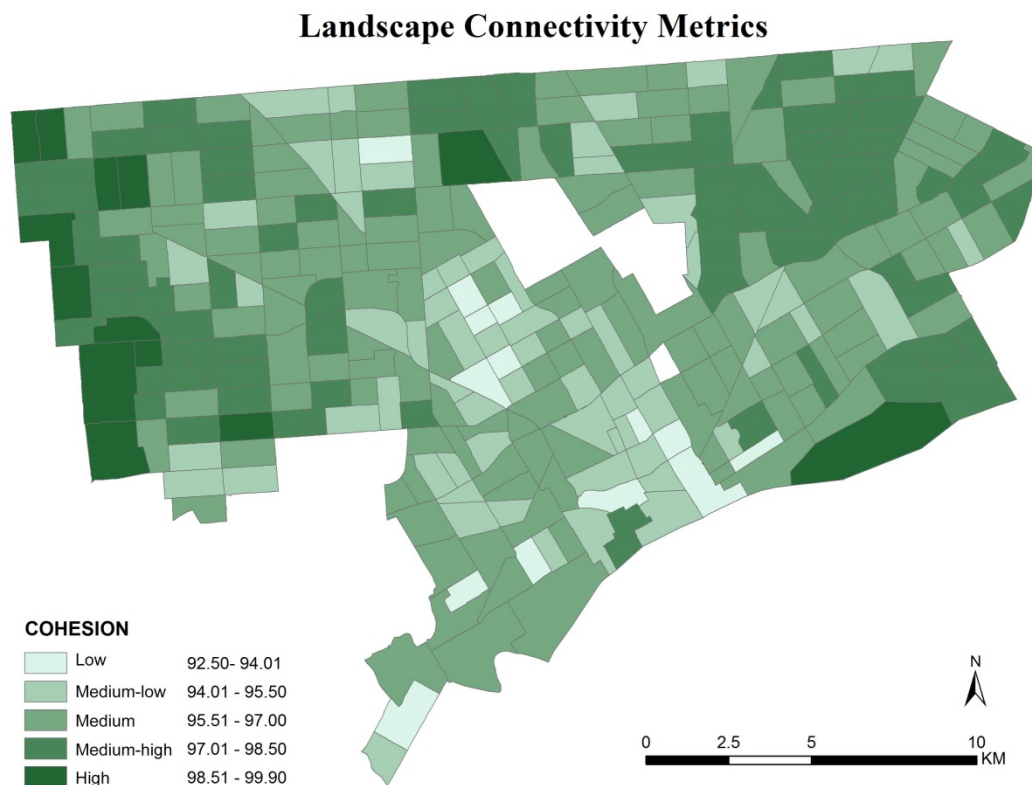 Landscape Connectivity Metrics
COHESION
Low 92.50- 94.01
Medium-low 94.01 - 95.50
Medium 95.51 - 97.00
Medium-high 97.01 - 98.50
High 98.51 - 99.90
N
0 2.5 5 10
KM